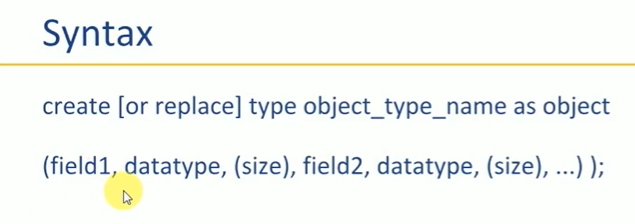 Syntax
create [or replace] type object_type_name as object
(field1, datatype, (size), field2, datatype, (size), ...) );